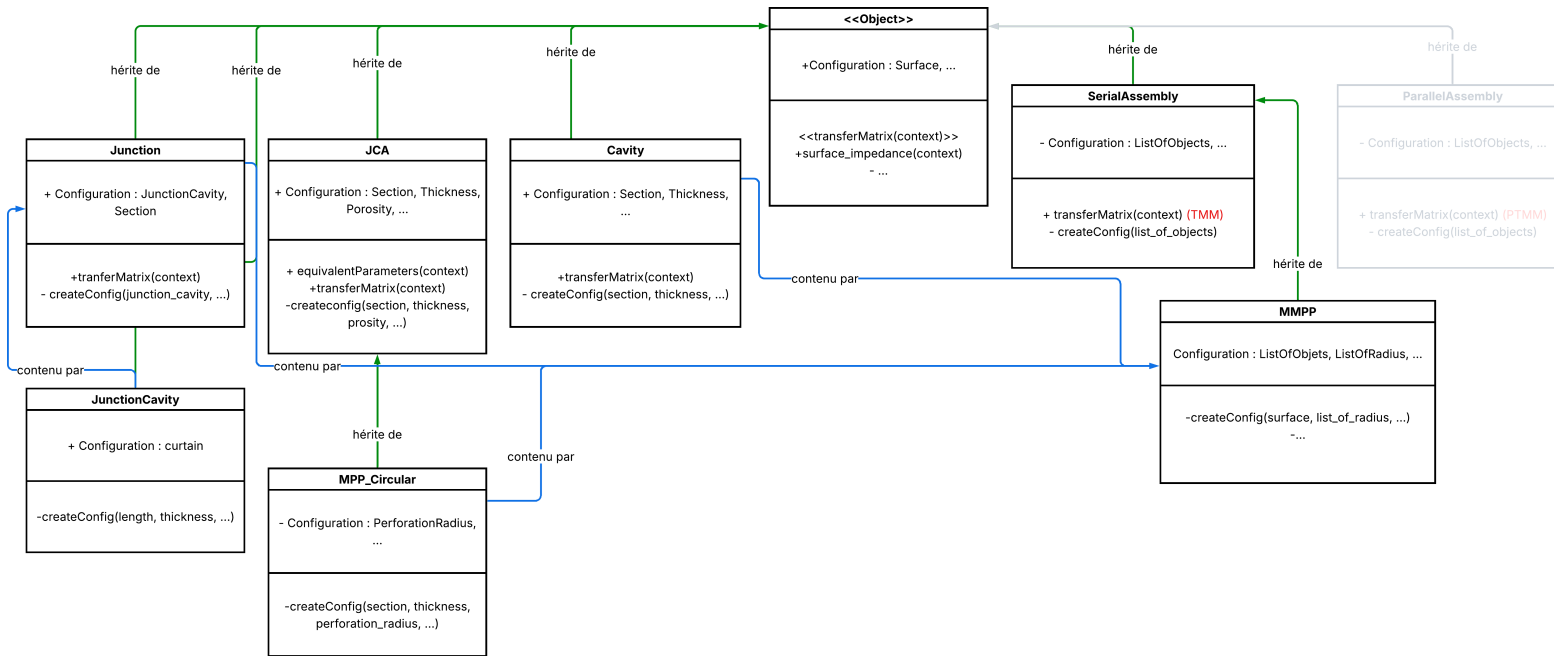 <<Object>>
+Configuration : Surface, ...
<<transferMatrix(context)>>
+surface_impedance(context)
- ...
hérite de
hérite de
hérite de
hérite de
hérite de
hérite de
SerialAssembly
- Configuration : ListOfObjects, ...
+ transferMatrix(context) (TMM)
- createConfig(list_of_objects)
ParallelAssembly
- Configuration : ListOfObjects, ...
+ transferMatrix(context) (PTMM)
- createConfig(list_of_objects)
Junction
+ Configuration : JunctionCavity,
Section
+tranferMatrix(context)
- createConfig(junction_cavity, ...)
JCA
+ Configuration : Section, Thickness,
Porosity, ...
+ equivalentParameters(context)
+transferMatrix(context)
-createconfig(section, thickness,
prosity, ...)
Cavity
+ Configuration : Section, Thickness,
...
+transferMatrix(context)
- createConfig(section, thickness, ...)
hérite de
contenu par
MMPP
Configuration : ListOfObjets, ListOfRadius, ...
-createConfig(surface, list_of_radius, ...)
-...
contenu par
contenu par
JunctionCavity
+ Configuration : curtain
-createConfig(length, thickness, ...)
hérite de
contenu par
MPP_Circular
- Configuration : PerforationRadius,
...
-createConfig(section, thickness,
perforation_radius, ...)